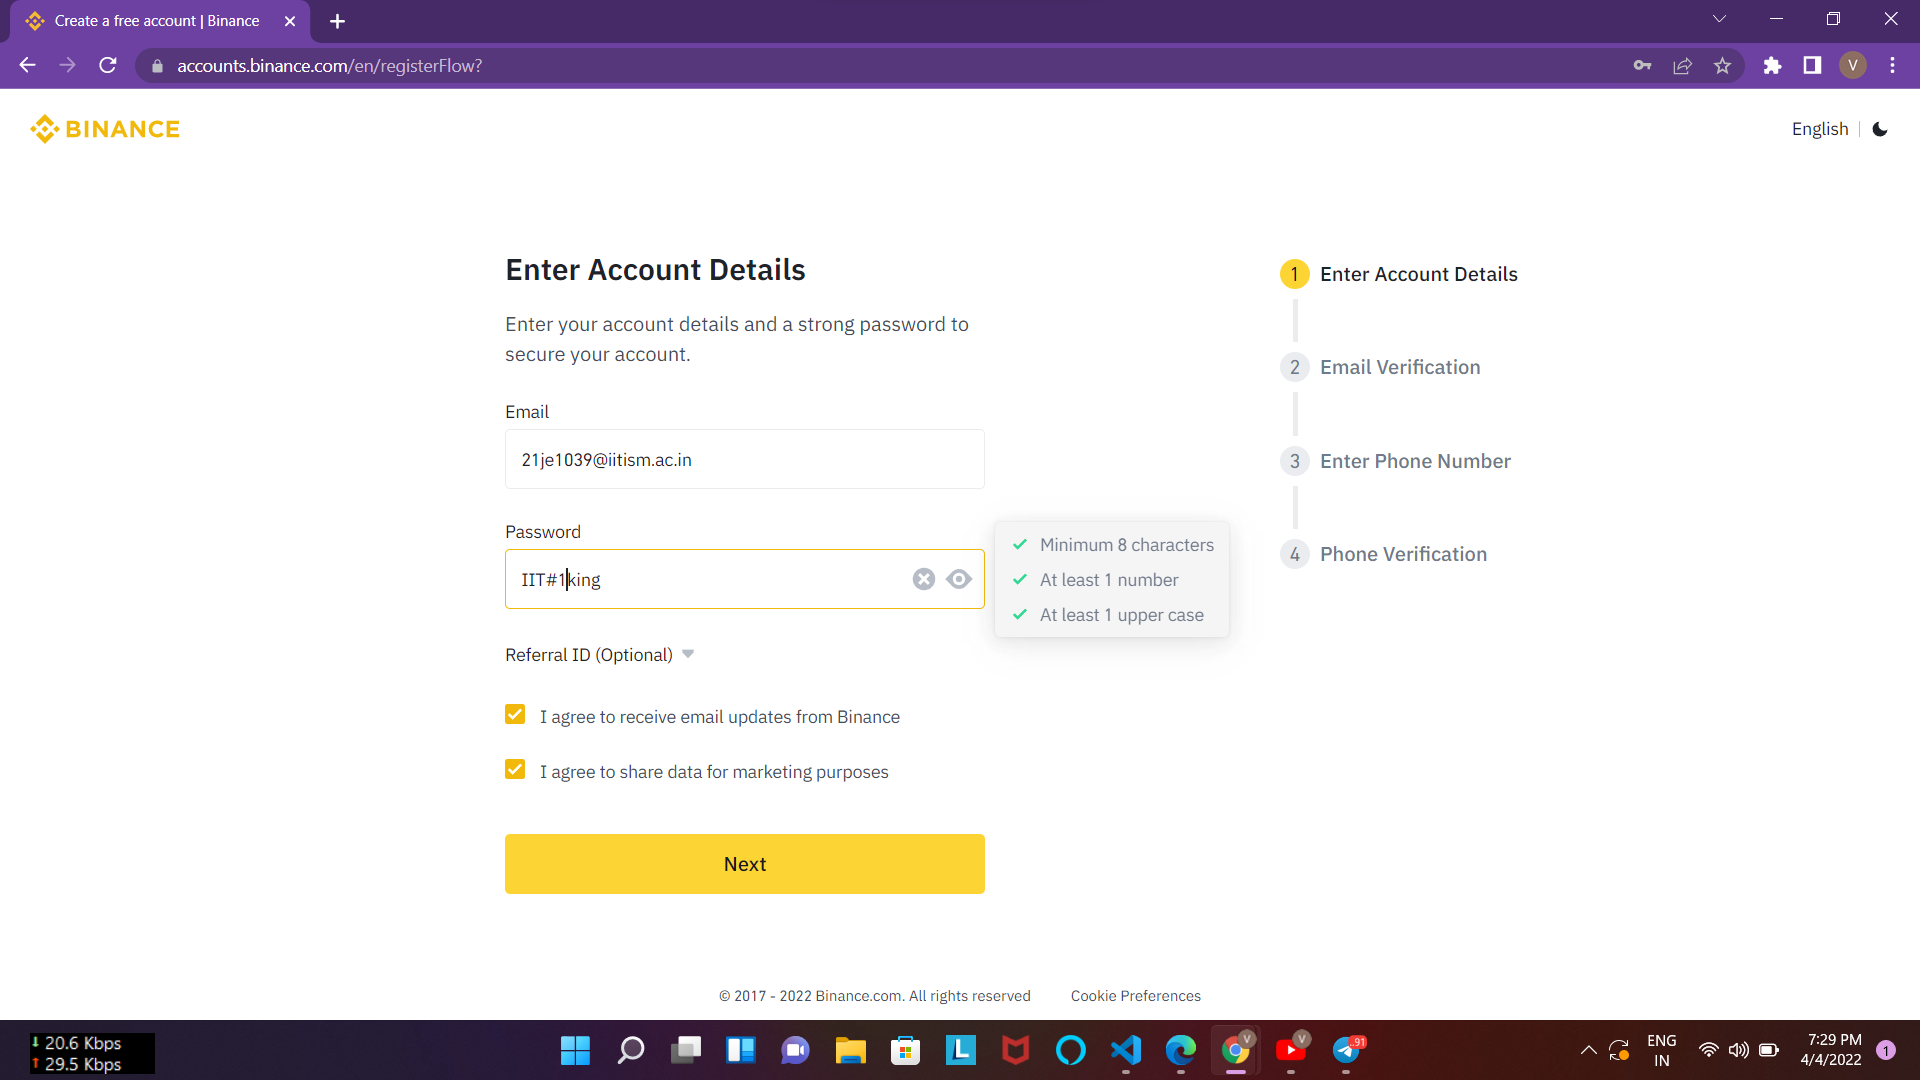 Create a free account | Binance
accounts.binance.com/en/registerFlow?
V
BINANCE
English
Enter Account Details
Enter your account details and a strong password to
secure your account.
Email
21je1039@iitism.ac.in
Password
IIT#1king
Minimum 8 characters
At least 1 number
At least 1 upper case
Referral ID (Optional)
I agree to receive email updates from Binance
I agree to share data for marketing purposes
Next
1 Enter Account Details
2 Email Verification
3 Enter Phone Number
4 Phone Verification
© 2017 - 2022 Binance.com. All rights reserved
Cookie Preferences
20.6 Kbps
29.5 Kbps
L
V
V
91
ENG
IN
7:29 PM
4/4/2022
1